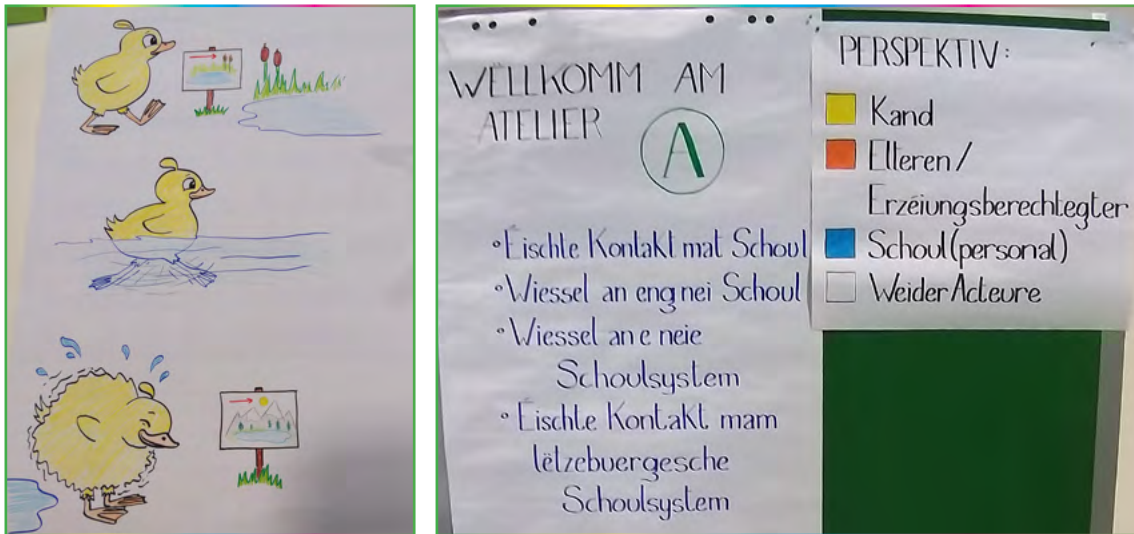 WËLLKOMM AM
ATELIER
A
° Éischte Kontakt mat Schoul
° Wiessel an eng nei Schoul
° Wiessel an e neie
Schoulsystem
° Éischte Kontakt mam
lëtzebuergesche
Schoulsystem
PERSPEKTIV:
Kand
Elteren /
Erzéiungsberechtegter
Schoul(personal)
Weider Acteure